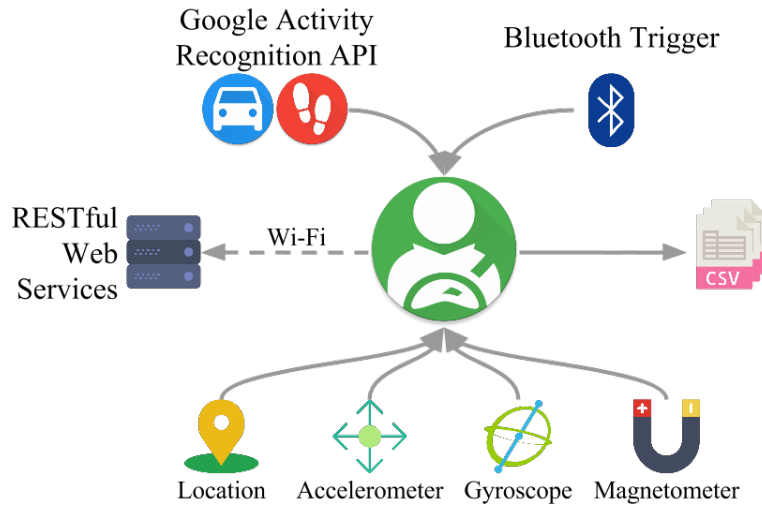 Google Activity
Recognition API
Bluetooth Trigger
RESTful
Web
Services
Wi-Fi
CSV
+
Location
Accelerometer
Gyroscope
Magnetometer